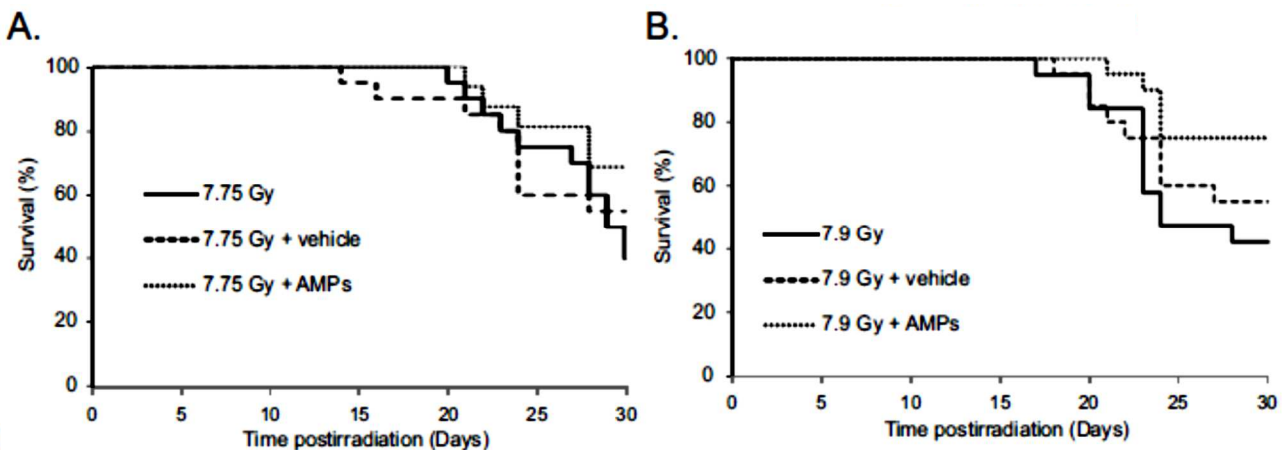 A.
Survival (%)
100
80
60
40
20
0
7.75 Gy
7.75 Gy + vehicle
7.75 Gy + AMPs
0 5 10 15 20 25 30
Time postirradiation (Days)
B.
Survival (%)
100
80
60
40
20
0
7.9 Gy
7.9 Gy + vehicle
7.9 Gy + AMPs
0 5 10 15 20 25 30
Time postirradiation (Days)